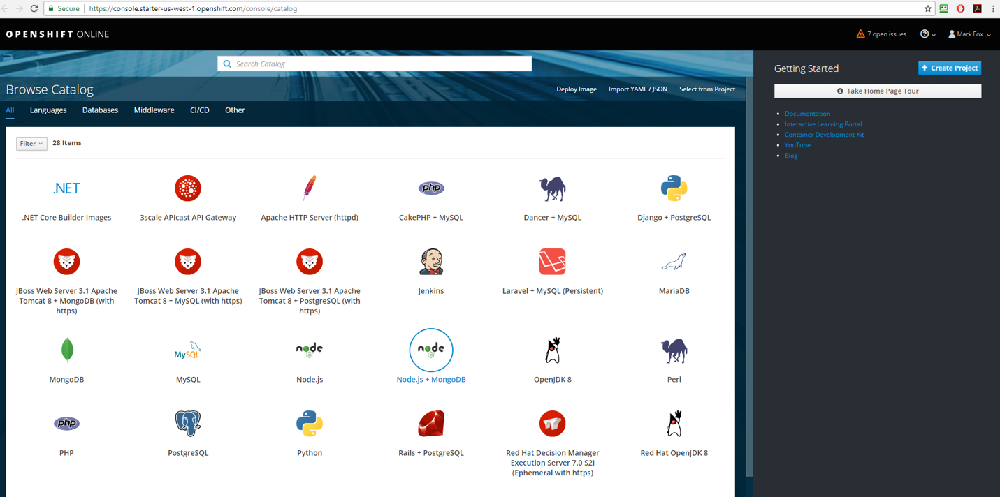 Secure
https://console.starter-us-west-1.openshift.com/console/catalog
OPENSHIFT ONLINE
7 open issues
Mark Fox
Search Catalog
Getting Started
Create Project
Browse Catalog
Deploy Image
Import YAML / JSON
Select from Project
Take Home Page Tour
All
Languages
Databases
Middleware
CI/CD
Other
Documentation
Interactive Learning Portal
Container Development Kit
YouTube
Blog
Filter
28 Items
.NET
php
.NET Core Builder Images
3scale APIcast API Gateway
Apache HTTP Server (httpd)
CakePHP + MySQL
Dancer + MySQL
Django + PostgreSQL
JBoss Web Server 3.1 Apache
Tomcat 8 + MongoDB (with
https)
JBoss Web Server 3.1 Apache
Tomcat 8 + MySQL (with https)
JBoss Web Server 3.1 Apache
Tomcat 8 + PostgreSQL (with
https)
Jenkins
Laravel + MySQL (Persistent)
MariaDB
MySQL
node
JS
node
JS
MongoDB
MySQL
Node.js
Node.js + MongoDB
OpenJDK 8
Perl
php
PHP
PostgreSQL
Python
Rails + PostgreSQL
Red Hat Decision Manager
Execution Server 7.0 S2I
(Ephemeral with https)
Red Hat OpenJDK 8